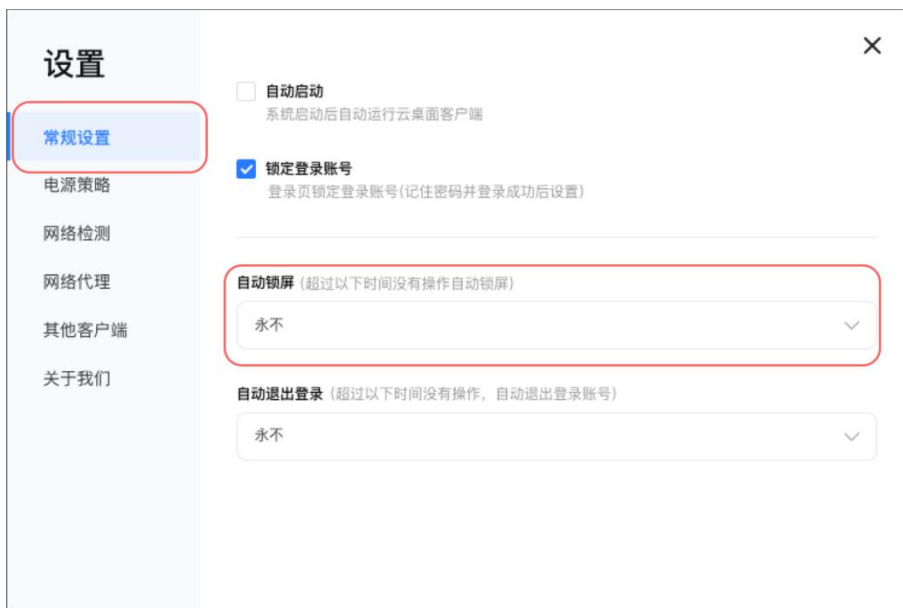 设置
常规设置
电源策略
网络检测
网络代理
其他客户端
关于我们
自动启动
系统启动后自动运行云桌面客户端
锁定登录账号
登录页锁定登录账号(记住密码并登录成功后设置)
自动锁屏（超过以下时间没有操作自动锁屏）
永不
自动退出登录（超过以下时间没有操作，自动退出登录账号）
永不